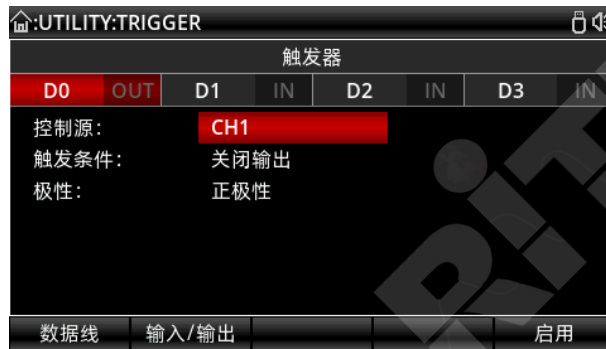 :UTILITY:TRIGGER
触发器
D0 OUT D1 IN D2 IN D3 IN
控制源: CH1
触发条件: 关闭输出
极性: 正极性
数据线 输入/输出 启用